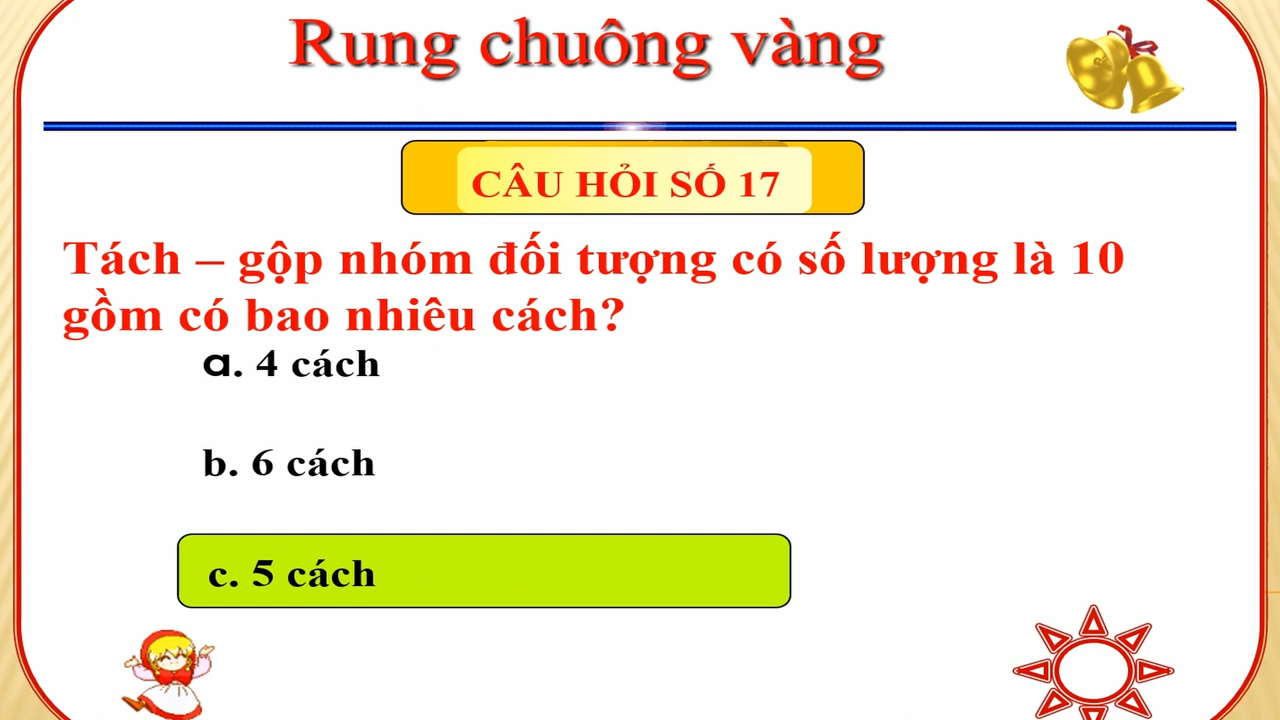 Rung chuông vàng
CÂU HỎI SỐ 17
Tách – gộp nhóm đối tượng có số lượng là 10
gồm có bao nhiêu cách?
a. 4 cách
b. 6 cách
c. 5 cách